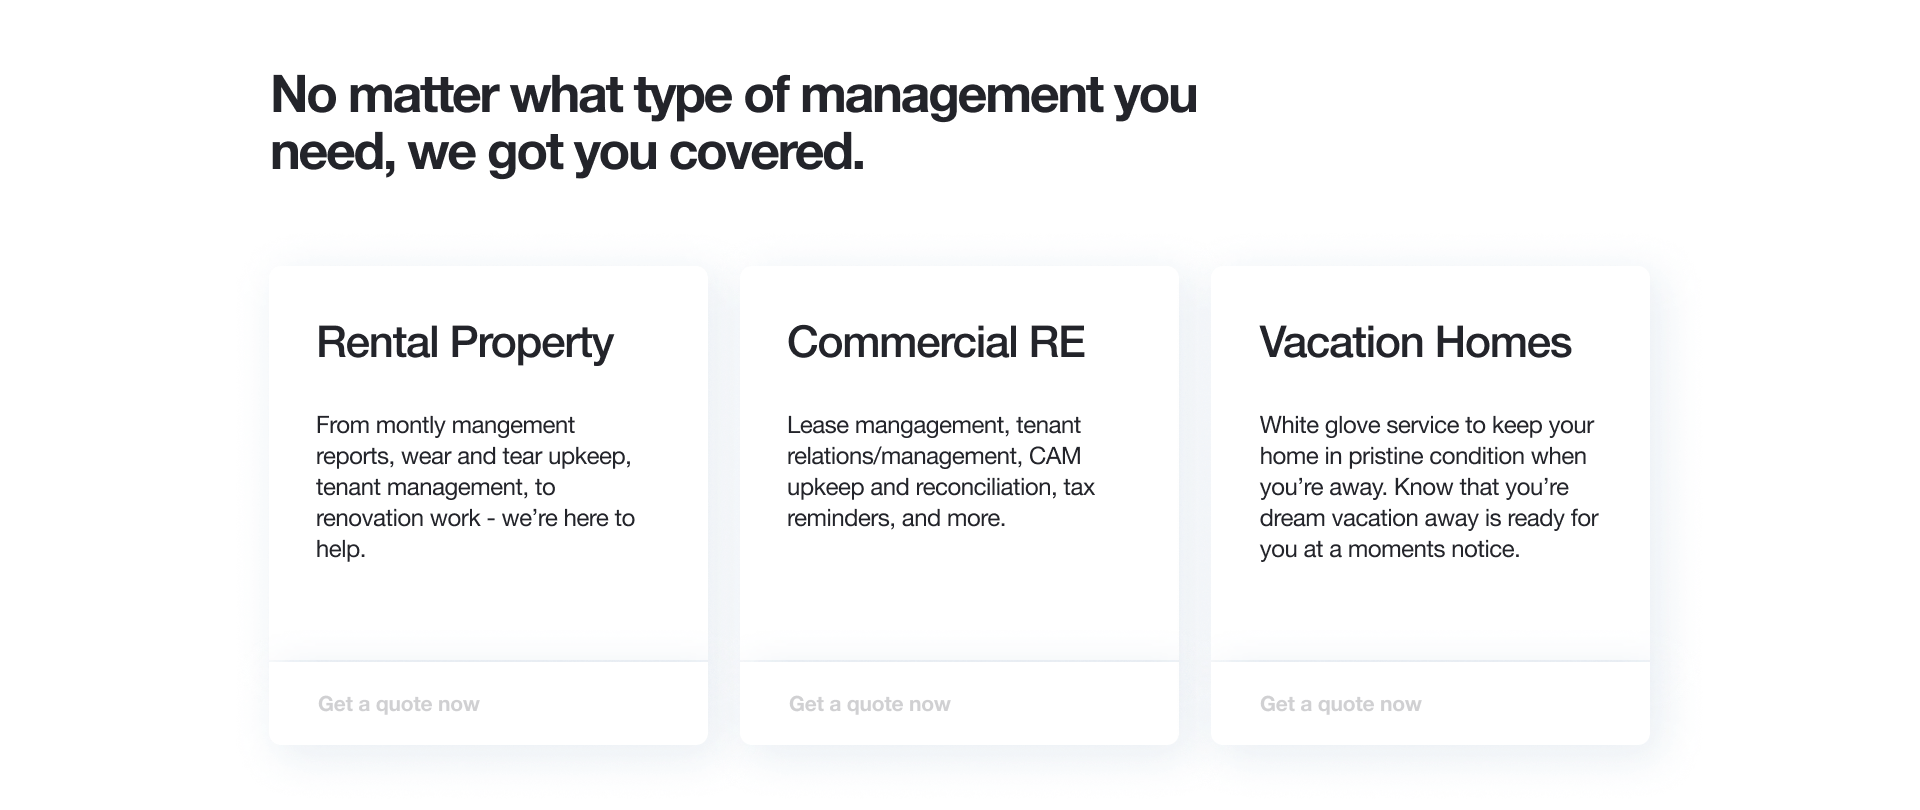 No matter what type of management you
need, we got you covered.
Rental Property
From montly mangement
reports, wear and tear upkeep,
tenant management, to
renovation work - we’re here to
help.
Get a quote now
Commercial RE
Lease mangagement, tenant
relations/management, CAM
upkeep and reconciliation, tax
reminders, and more.
Get a quote now
Vacation Homes
White glove service to keep your
home in pristine condition when
you’re away. Know that you’re
dream vacation away is ready for
you at a moments notice.
Get a quote now